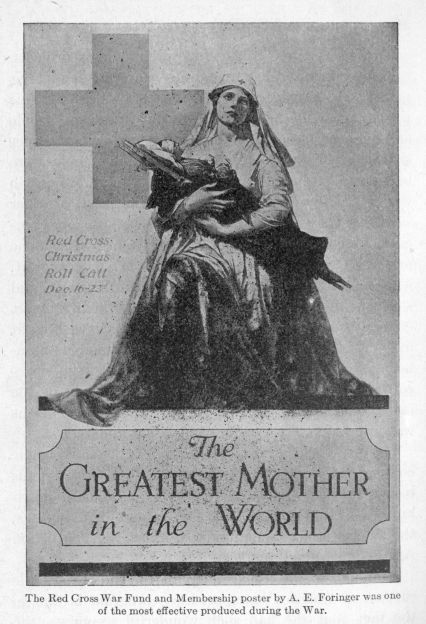 Red Cross
Christmas
Roll Call
Dec. 16-23
The
GREATEST MOTHER
in the WORLD
The Red Cross War Fund and Membership poster by A. E. Foringer was one
of the most effective produced during the War.